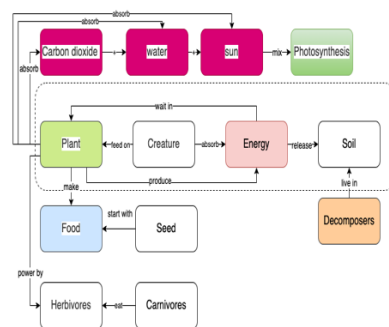 absorb
absorb
absorb
Carbon dioxide
+
water
+
sun
mix
Photosynthesis
wait in
Plant
feed on
Creature
absorb
Energy
release
Soil
produce
make
live in
Food
start with
Seed
Decomposers
power by
Herbivores
eat
Carnivores